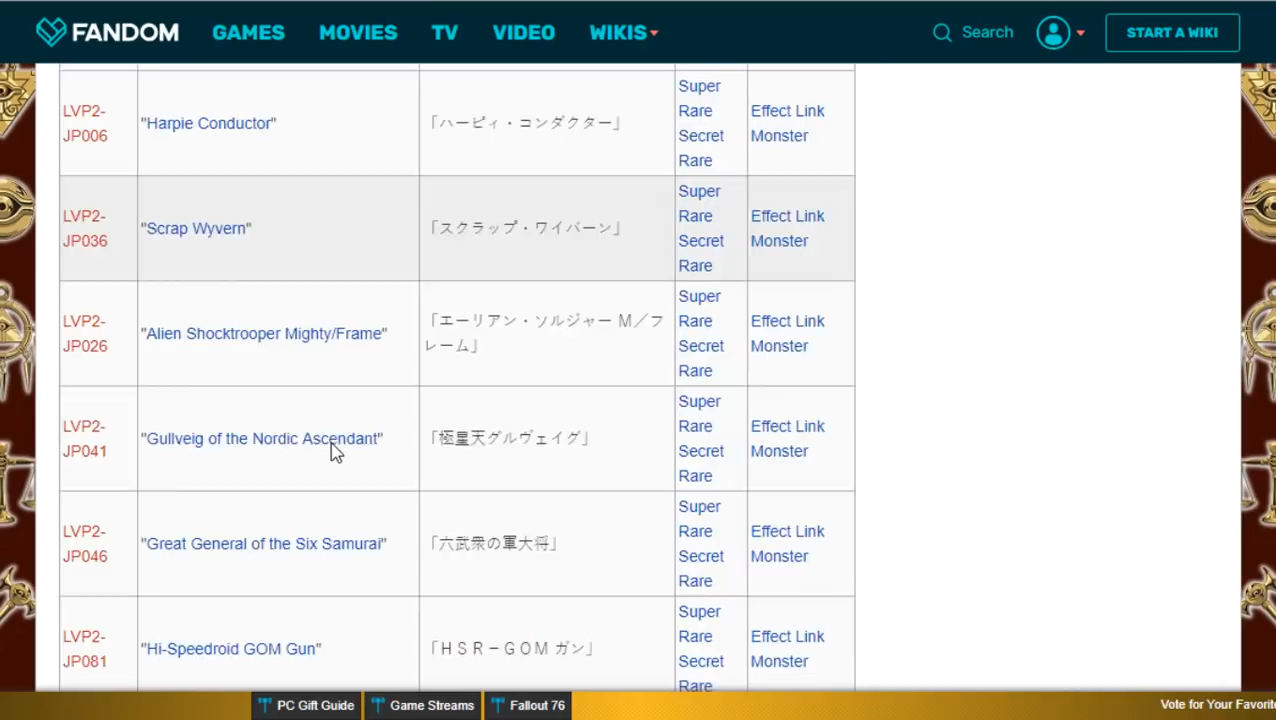 FANDOM GAMES MOVIES TV VIDEO WIKIS Search START A WIKI
LVP2-
JP006
"Harpie Conductor"
「ハーピィ・コンダクター」
Super
Rare
Secret
Rare
Effect Link
Monster
LVP2-
JP036
"Scrap Wyvern"
「スクラップ・ワイバーン」
Super
Rare
Secret
Rare
Effect Link
Monster
LVP2-
JP026
"Alien Shocktrooper Mighty/Frame"
「エーリアン・ソルジャー M／フ
レーム」
Super
Rare
Secret
Rare
Effect Link
Monster
LVP2-
JP041
"Gullveig of the Nordic Ascendant"
「極星天グルヴェイグ」
Super
Rare
Secret
Rare
Effect Link
Monster
LVP2-
JP046
"Great General of the Six Samurai"
「六武衆の軍大将」
Super
Rare
Secret
Rare
Effect Link
Monster
LVP2-
JP081
"Hi-Speedroid GOM Gun"
「ＨＳＲ－ＧＯＭ ガン」
Super
Rare
Secret
Rare
Effect Link
Monster
PC Gift Guide Game Streams Fallout 76 Vote for Your Favorite